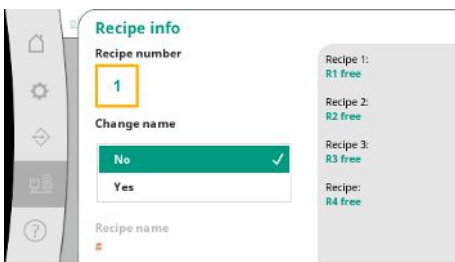 Recipe info
Recipe number
1
Change name
No
Yes
Recipe name
#
Recipe 1:
R1 free
Recipe 2:
R2 free
Recipe 3:
R3 free
Recipe:
R4 free